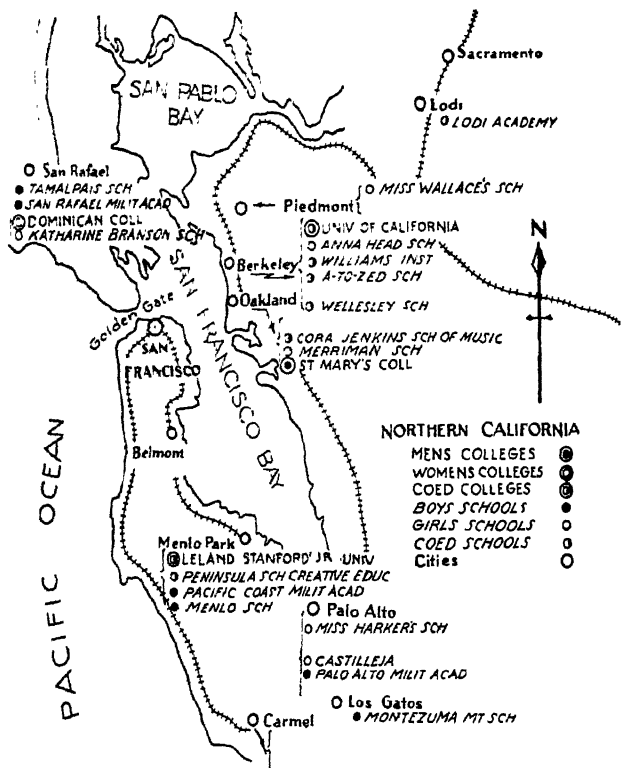 Sacramento
SAN PABLO
BAY
Lodi
LODI ACADEMY
San Rafael
TAMALPAIS SCH
SAN RAFAEL MILIT ACAD
DOMINICAN COLL
KATHARINE BRANSON SCH
MISS WALLACE'S SCH
Piedmont
UNIV OF CALIFORNIA
ANNA HEAD SCH
WILLIAMS INST
Berkeley
A-TO-ZED SCH
Oakland
WELLESLEY SCH
N
Golden Gate
SAN FRANCISCO BAY
SAN
FRANCISCO
CORA JENKINS SCH OF MUSIC
MERRIMAN SCH
ST MARY'S COLL
Belmont
PACIFIC OCEAN
NORTHERN CALIFORNIA
MENS COLLEGES
WOMENS COLLEGES
COED COLLEGES
BOYS SCHOOLS
GIRLS SCHOOLS
COED SCHOOLS
Cities
Menlo Park
LELAND STANFORD JR UNIV
PENINSULA SCH CREATIVE EDUC
PACIFIC COAST MILIT ACAD
MENLO SCH
Palo Alto
MISS HARKER'S SCH
CASTILLEJA
PALO ALTO MILIT ACAD
Los Gatos
MONTEZUMA MT SCH
Carmel